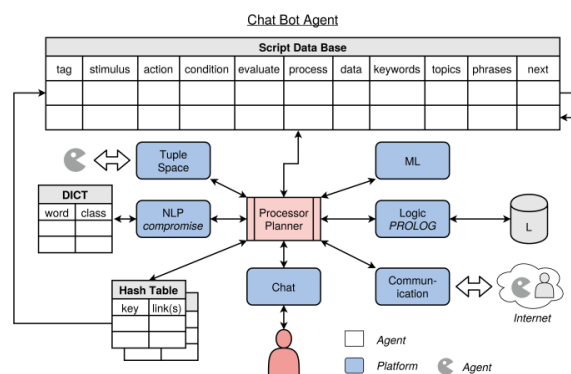 Chat Bot Agent
Script Data Base
tag stimulus action condition evaluate process data keywords topics phrases next
Tuple
Space
ML
DICT
word class
NLP
compromise
Processor
Planner
Logic
PROLOG
L
Hash Table
key link(s)
Chat
Commun-
ication
Internet
Agent
Platform
Agent